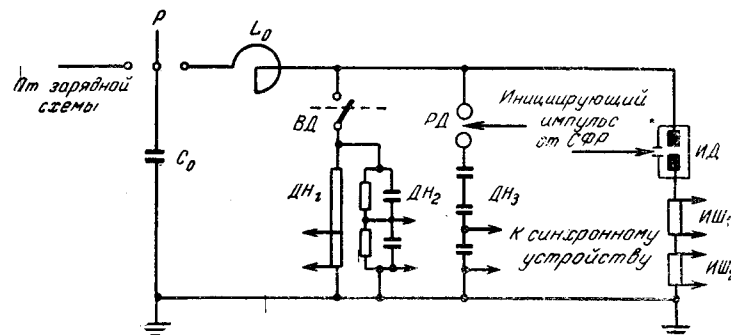 P
L₀
От зарядной
схемы
C₀
ВД
РД
Инициирующий
импульс
от СФР
ИД
ДН₁
ДН₂
ДН₃
К синхронному
устройству
ИШ₁
ИШ₂